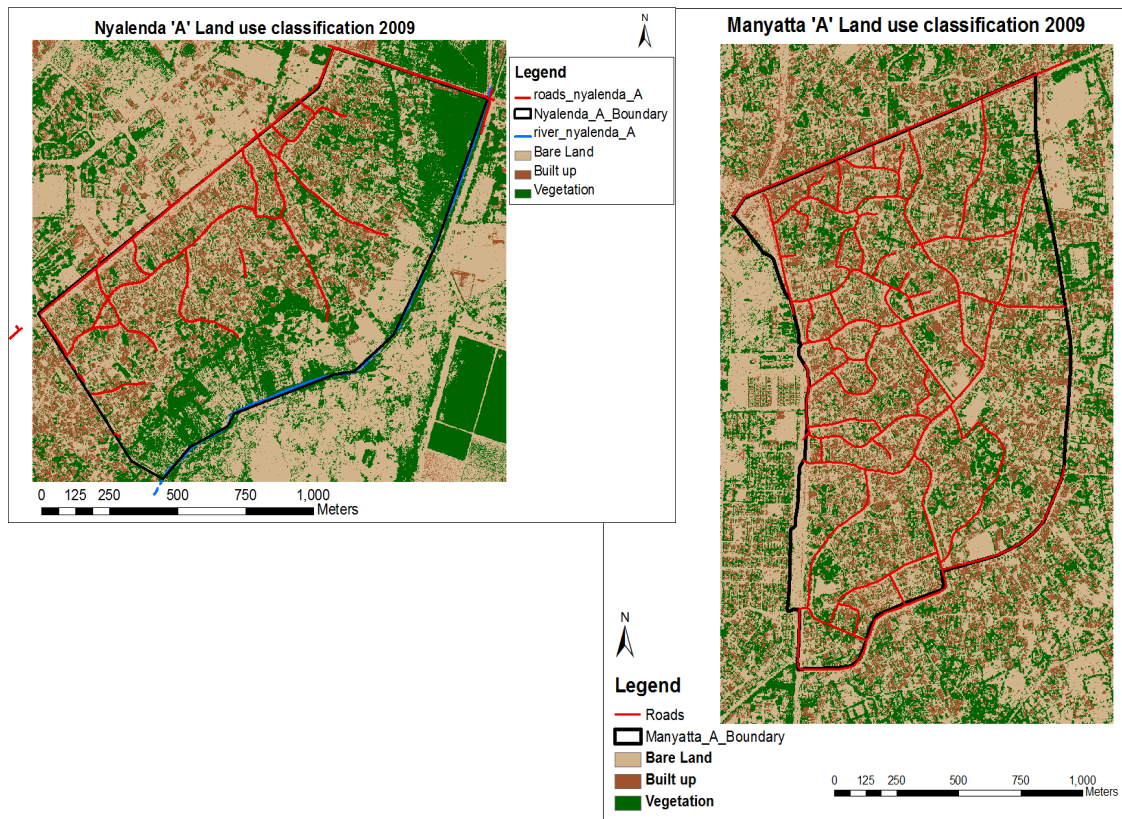 Nyalenda 'A' Land use classification 2009
N
Legend
roads_nyalenda_A
Nyalenda_A_Boundary
river_nyalenda_A
Bare Land
Built up
Vegetation
0 125 250 500 750 1,000
Meters
Manyatta 'A' Land use classification 2009
N
Legend
Roads
Manyatta_A_Boundary
Bare Land
Built up
Vegetation
0 125 250 500 750 1,000
Meters